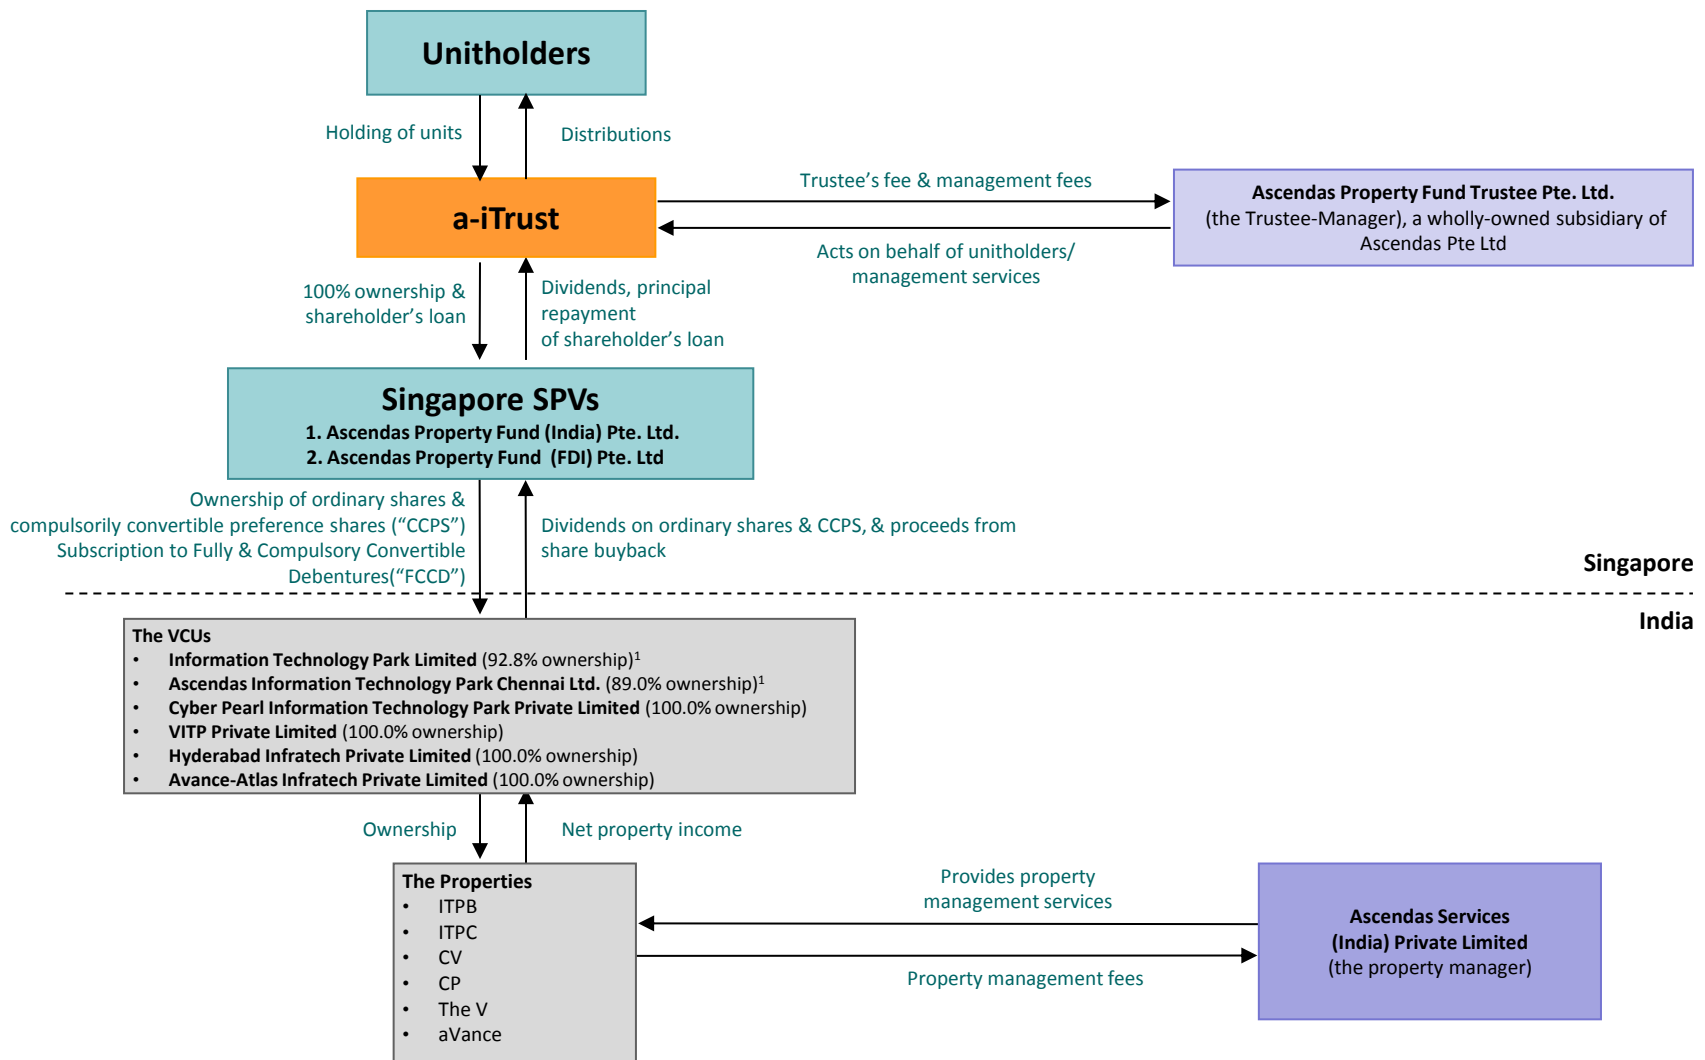 Unitholders
Holding of units
Distributions
a-iTrust
Trustee’s fee & management fees
Acts on behalf of unitholders/
management services
Ascendas Property Fund Trustee Pte. Ltd.
(the Trustee-Manager), a wholly-owned subsidiary of
Ascendas Pte Ltd
100% ownership &
shareholder’s loan
Dividends, principal
repayment
of shareholder’s loan
Singapore SPVs
1. Ascendas Property Fund (India) Pte. Ltd.
2. Ascendas Property Fund (FDI) Pte. Ltd
Ownership of ordinary shares &
compulsorily convertible preference shares (“CCPS”)
Subscription to Fully & Compulsory Convertible
Debentures(“FCCD”)
Dividends on ordinary shares & CCPS, & proceeds from
share buyback
Singapore
India
The VCUs
• Information Technology Park Limited (92.8% ownership)1
• Ascendas Information Technology Park Chennai Ltd. (89.0% ownership)1
• Cyber Pearl Information Technology Park Private Limited (100.0% ownership)
• VITP Private Limited (100.0% ownership)
• Hyderabad Infratech Private Limited (100.0% ownership)
• Avance-Atlas Infratech Private Limited (100.0% ownership)
Ownership
Net property income
The Properties
• ITPB
• ITPC
• CV
• CP
• The V
• aVance
Provides property
management services
Property management fees
Ascendas Services
(India) Private Limited
(the property manager)